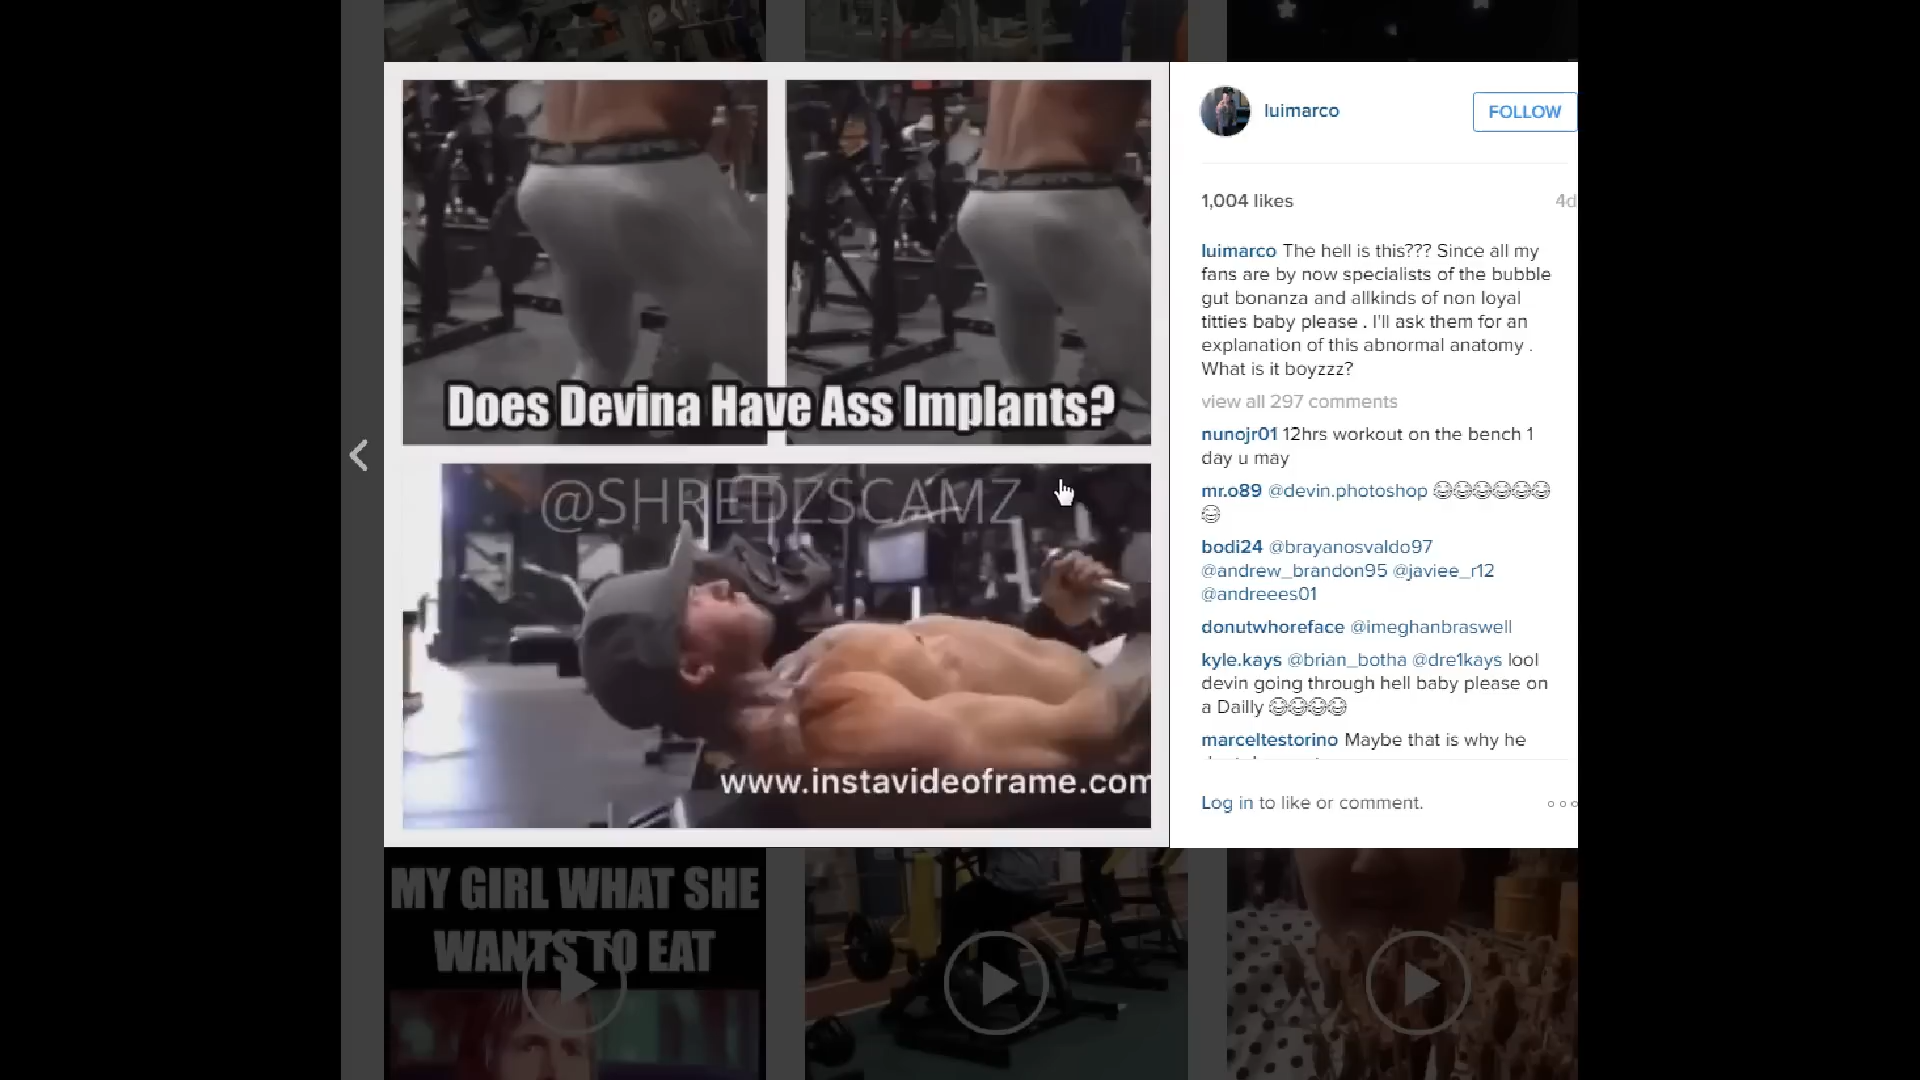 Does Devina Have Ass Implants?
@SHREDZSCAMZ
www.instavideoframe.com
MY GIRL WHAT SHE
WANTS TO EAT
luimarco
FOLLOW
1,004 likes
4d
luimarco The hell is this??? Since all my
fans are by now specialists of the bubble
gut bonanza and allkinds of non loyal
titties baby please . I'll ask them for an
explanation of this abnormal anatomy .
What is it boyzzz?
view all 297 comments
nunojr01 12hrs workout on the bench 1
day u may
mr.o89 @devin.photoshop 😂😂😂😂😂😂
😂
bodi24 @brayanosvaldo97
@andrew_brandon95 @javiee_r12
@andreees01
donutwhoreface @imeghanbraswell
kyle.kays @brian_botha @dre1kays lool
devin going through hell baby please on
a Dailly 😂😂😂😂
marceltestorino Maybe that is why he
Log in to like or comment.